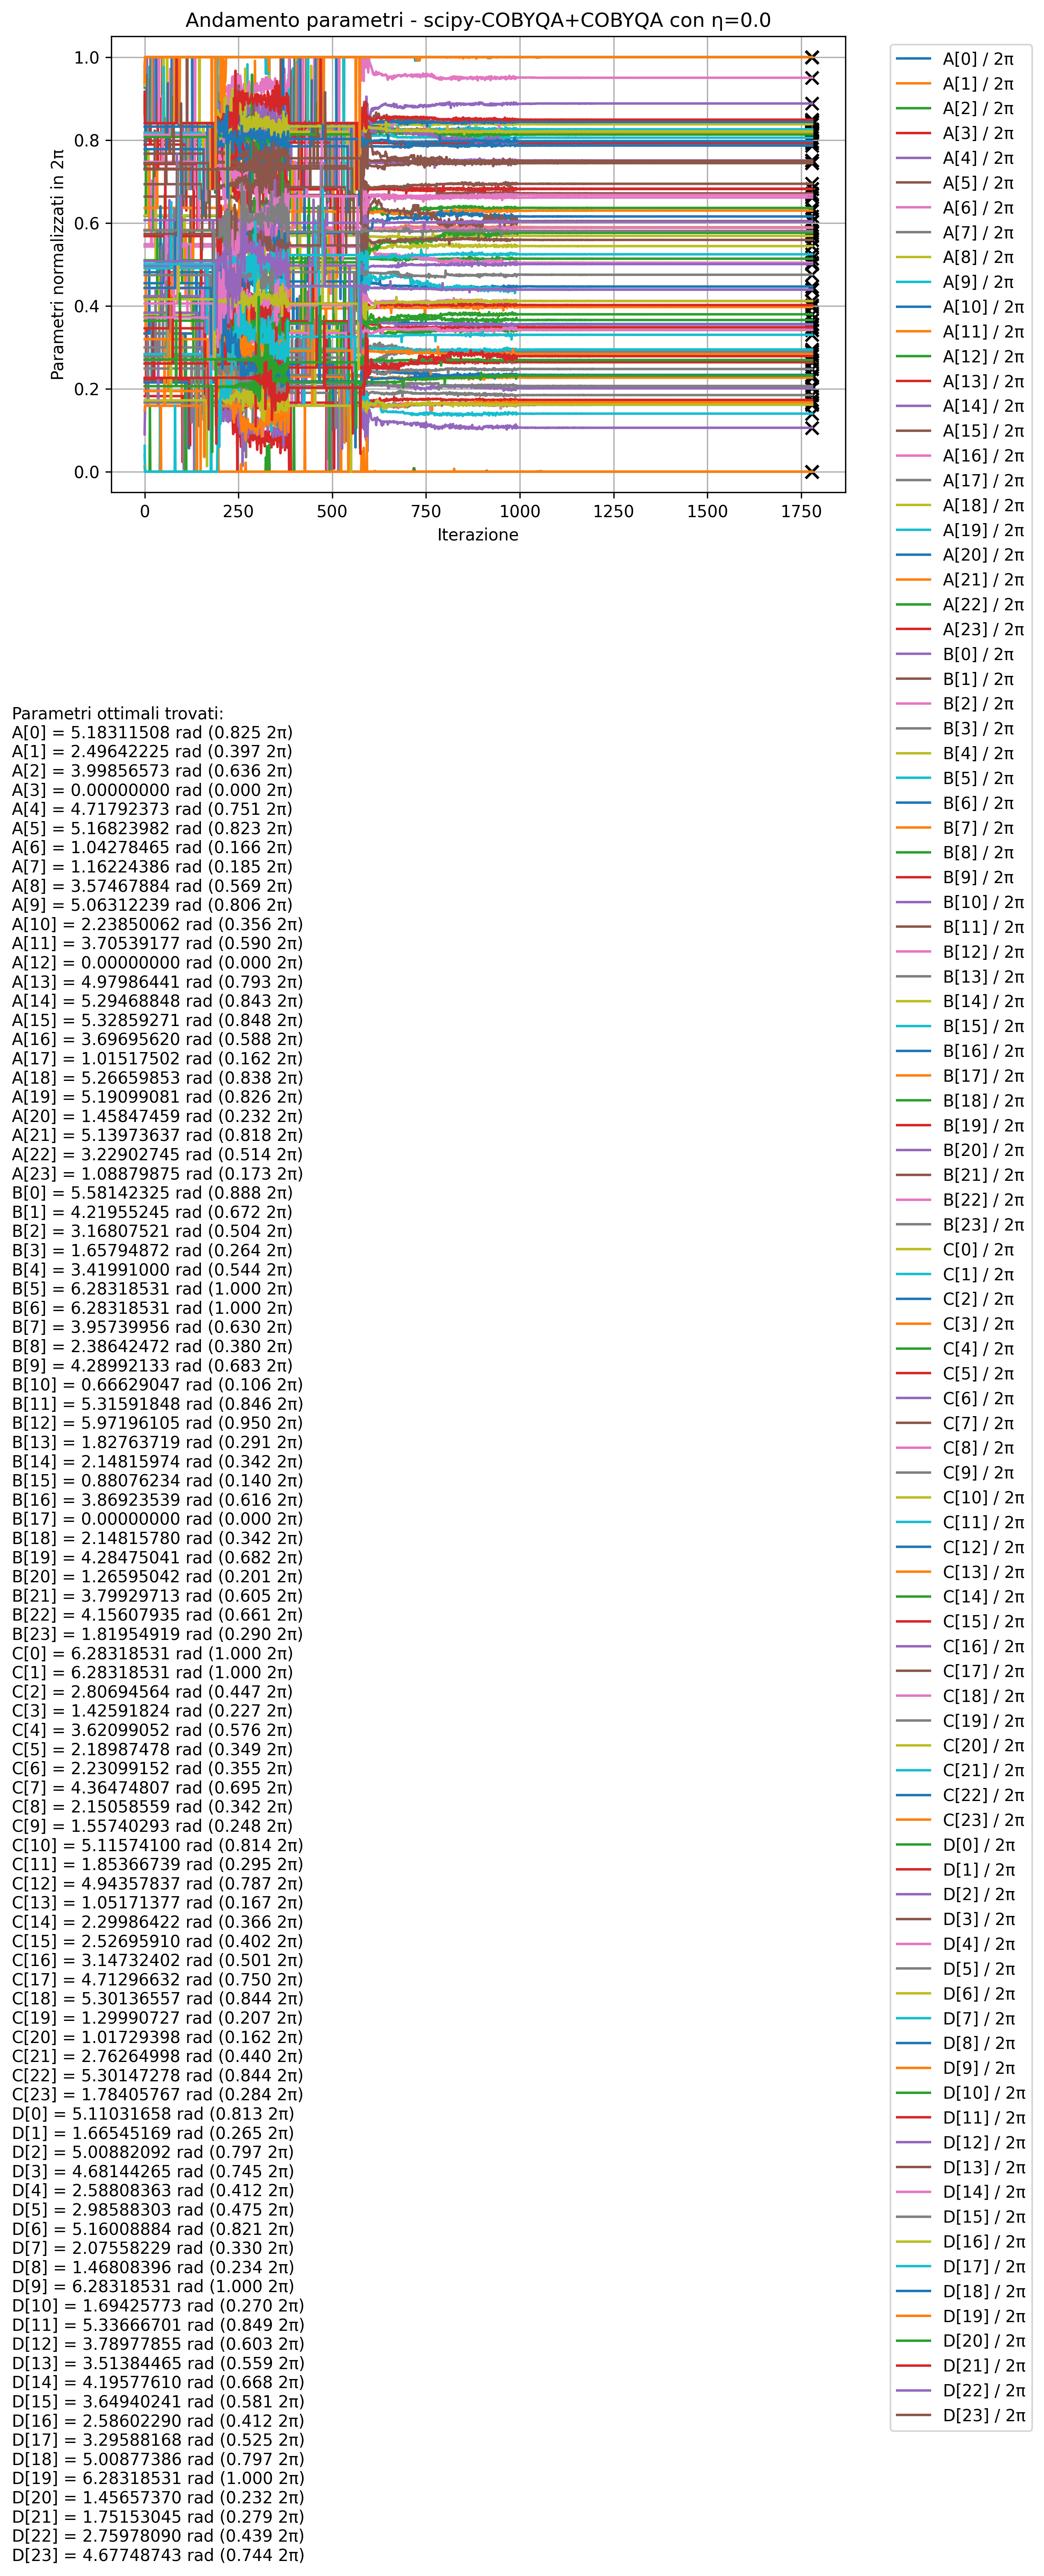 Andamento parametri - scipy-COBYQA+COBYQA con η=0.0
1.0
0.8
0.6
0.4
0.2
0.0
Parametri normalizzati in 2π
0
250
500
750
1000
1250
1500
1750
Iterazione
A[0] / 2π
A[1] / 2π
A[2] / 2π
A[3] / 2π
A[4] / 2π
A[5] / 2π
A[6] / 2π
A[7] / 2π
A[8] / 2π
A[9] / 2π
A[10] / 2π
A[11] / 2π
A[12] / 2π
A[13] / 2π
A[14] / 2π
A[15] / 2π
A[16] / 2π
A[17] / 2π
A[18] / 2π
A[19] / 2π
A[20] / 2π
A[21] / 2π
A[22] / 2π
A[23] / 2π
B[0] / 2π
B[1] / 2π
B[2] / 2π
B[3] / 2π
B[4] / 2π
B[5] / 2π
B[6] / 2π
B[7] / 2π
B[8] / 2π
B[9] / 2π
B[10] / 2π
B[11] / 2π
B[12] / 2π
B[13] / 2π
B[14] / 2π
B[15] / 2π
B[16] / 2π
B[17] / 2π
B[18] / 2π
B[19] / 2π
B[20] / 2π
B[21] / 2π
B[22] / 2π
B[23] / 2π
C[0] / 2π
C[1] / 2π
C[2] / 2π
C[3] / 2π
C[4] / 2π
C[5] / 2π
C[6] / 2π
C[7] / 2π
C[8] / 2π
C[9] / 2π
C[10] / 2π
C[11] / 2π
C[12] / 2π
C[13] / 2π
C[14] / 2π
C[15] / 2π
C[16] / 2π
C[17] / 2π
C[18] / 2π
C[19] / 2π
C[20] / 2π
C[21] / 2π
C[22] / 2π
C[23] / 2π
D[0] / 2π
D[1] / 2π
D[2] / 2π
D[3] / 2π
D[4] / 2π
D[5] / 2π
D[6] / 2π
D[7] / 2π
D[8] / 2π
D[9] / 2π
D[10] / 2π
D[11] / 2π
D[12] / 2π
D[13] / 2π
D[14] / 2π
D[15] / 2π
D[16] / 2π
D[17] / 2π
D[18] / 2π
D[19] / 2π
D[20] / 2π
D[21] / 2π
D[22] / 2π
D[23] / 2π
Parametri ottimali trovati:
A[0] = 5.18311508 rad (0.825 2π)
A[1] = 2.49642225 rad (0.397 2π)
A[2] = 3.99856573 rad (0.636 2π)
A[3] = 0.00000000 rad (0.000 2π)
A[4] = 4.71792373 rad (0.751 2π)
A[5] = 5.16823982 rad (0.823 2π)
A[6] = 1.04278465 rad (0.166 2π)
A[7] = 1.16224386 rad (0.185 2π)
A[8] = 3.57467884 rad (0.569 2π)
A[9] = 5.06312239 rad (0.806 2π)
A[10] = 2.23850062 rad (0.356 2π)
A[11] = 3.70539177 rad (0.590 2π)
A[12] = 0.00000000 rad (0.000 2π)
A[13] = 4.97986441 rad (0.793 2π)
A[14] = 5.29468848 rad (0.843 2π)
A[15] = 5.32859271 rad (0.848 2π)
A[16] = 3.69695620 rad (0.588 2π)
A[17] = 1.01517502 rad (0.162 2π)
A[18] = 5.26659853 rad (0.838 2π)
A[19] = 5.19099081 rad (0.826 2π)
A[20] = 1.45847459 rad (0.232 2π)
A[21] = 5.13973637 rad (0.818 2π)
A[22] = 3.22902745 rad (0.514 2π)
A[23] = 1.08879875 rad (0.173 2π)
B[0] = 5.58142325 rad (0.888 2π)
B[1] = 4.21955245 rad (0.672 2π)
B[2] = 3.16807521 rad (0.504 2π)
B[3] = 1.65794872 rad (0.264 2π)
B[4] = 3.41991000 rad (0.544 2π)
B[5] = 6.28318531 rad (1.000 2π)
B[6] = 6.28318531 rad (1.000 2π)
B[7] = 3.95739956 rad (0.630 2π)
B[8] = 2.38642472 rad (0.380 2π)
B[9] = 4.28992133 rad (0.683 2π)
B[10] = 0.66629047 rad (0.106 2π)
B[11] = 5.31591848 rad (0.846 2π)
B[12] = 5.97196105 rad (0.950 2π)
B[13] = 1.82763719 rad (0.291 2π)
B[14] = 2.14815974 rad (0.342 2π)
B[15] = 0.88076234 rad (0.140 2π)
B[16] = 3.86923539 rad (0.616 2π)
B[17] = 0.00000000 rad (0.000 2π)
B[18] = 2.14815780 rad (0.342 2π)
B[19] = 4.28475041 rad (0.682 2π)
B[20] = 1.26595042 rad (0.201 2π)
B[21] = 3.79929713 rad (0.605 2π)
B[22] = 4.15607935 rad (0.661 2π)
B[23] = 1.81954919 rad (0.290 2π)
C[0] = 6.28318531 rad (1.000 2π)
C[1] = 6.28318531 rad (1.000 2π)
C[2] = 2.80694564 rad (0.447 2π)
C[3] = 1.42591824 rad (0.227 2π)
C[4] = 3.62099052 rad (0.576 2π)
C[5] = 2.18987478 rad (0.349 2π)
C[6] = 2.23099152 rad (0.355 2π)
C[7] = 4.36474807 rad (0.695 2π)
C[8] = 2.15058559 rad (0.342 2π)
C[9] = 1.55740293 rad (0.248 2π)
C[10] = 5.11574100 rad (0.814 2π)
C[11] = 1.85366739 rad (0.295 2π)
C[12] = 4.94357837 rad (0.787 2π)
C[13] = 1.05171377 rad (0.167 2π)
C[14] = 2.29986422 rad (0.366 2π)
C[15] = 2.52695910 rad (0.402 2π)
C[16] = 3.14732402 rad (0.501 2π)
C[17] = 4.71296632 rad (0.750 2π)
C[18] = 5.30136557 rad (0.844 2π)
C[19] = 1.29990727 rad (0.207 2π)
C[20] = 1.01729398 rad (0.162 2π)
C[21] = 2.76264998 rad (0.440 2π)
C[22] = 5.30147278 rad (0.844 2π)
C[23] = 1.78405767 rad (0.284 2π)
D[0] = 5.11031658 rad (0.813 2π)
D[1] = 1.66545169 rad (0.265 2π)
D[2] = 5.00882092 rad (0.797 2π)
D[3] = 4.68144265 rad (0.745 2π)
D[4] = 2.58808363 rad (0.412 2π)
D[5] = 2.98588303 rad (0.475 2π)
D[6] = 5.16008884 rad (0.821 2π)
D[7] = 2.07558229 rad (0.330 2π)
D[8] = 1.46808396 rad (0.234 2π)
D[9] = 6.28318531 rad (1.000 2π)
D[10] = 1.69425773 rad (0.270 2π)
D[11] = 5.33666701 rad (0.849 2π)
D[12] = 3.78977855 rad (0.603 2π)
D[13] = 3.51384465 rad (0.559 2π)
D[14] = 4.19577610 rad (0.668 2π)
D[15] = 3.64940241 rad (0.581 2π)
D[16] = 2.58602290 rad (0.412 2π)
D[17] = 3.29588168 rad (0.525 2π)
D[18] = 5.00877386 rad (0.797 2π)
D[19] = 6.28318531 rad (1.000 2π)
D[20] = 1.45657370 rad (0.232 2π)
D[21] = 1.75153045 rad (0.279 2π)
D[22] = 2.75978090 rad (0.439 2π)
D[23] = 4.67748743 rad (0.744 2π)